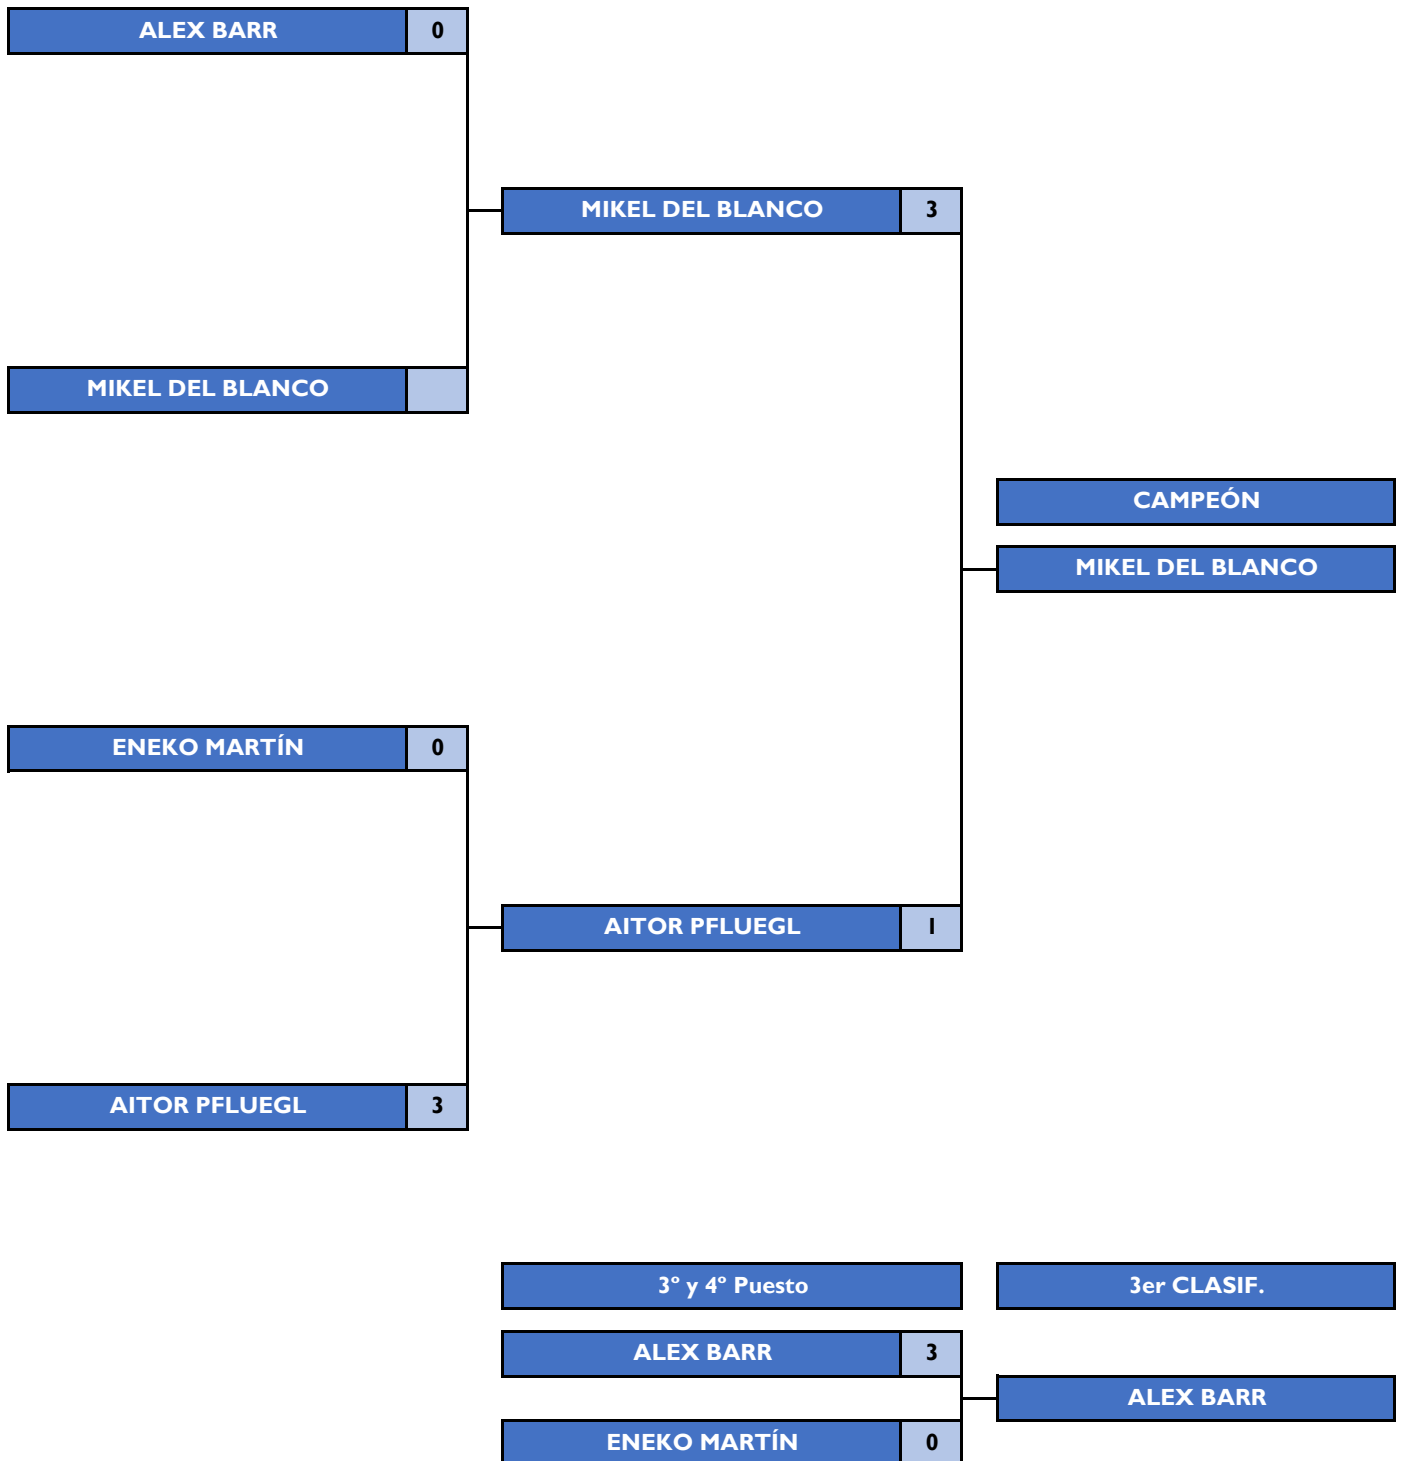 ALEX BARR 0
MIKEL DEL BLANCO 3
MIKEL DEL BLANCO
CAMPEÓN
MIKEL DEL BLANCO
ENEKO MARTÍN 0
AITOR PFLUEGL 1
AITOR PFLUEGL 3
3º y 4º Puesto
3er CLASIF.
ALEX BARR 3
ALEX BARR
ENEKO MARTÍN 0